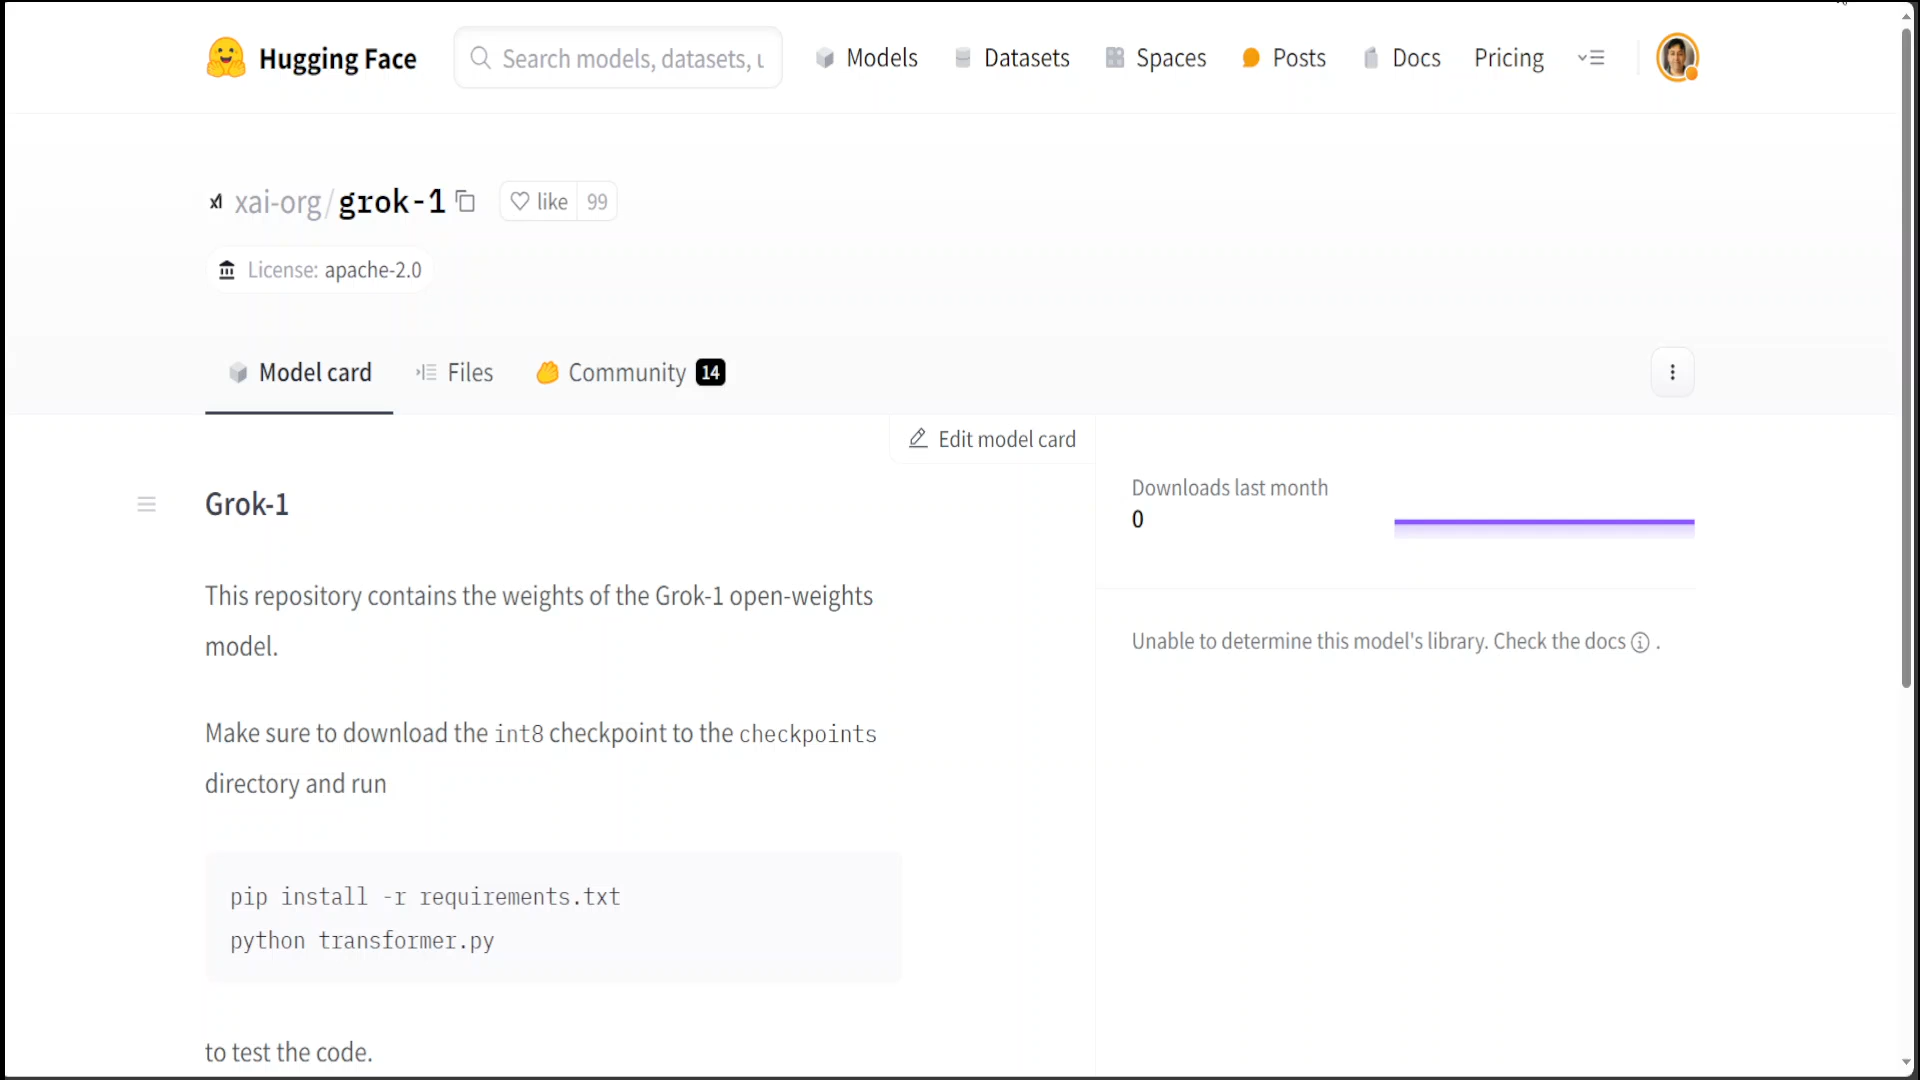 Hugging Face
Search models, datasets, u
Models
Datasets
Spaces
Posts
Docs
Pricing
xai-org/grok-1
like 99
License: apache-2.0
Model card
Files
Community 14
Edit model card
Grok-1
This repository contains the weights of the Grok-1 open-weights
model.
Make sure to download the int8 checkpoint to the checkpoints
directory and run
pip install -r requirements.txt
python transformer.py
to test the code.
Downloads last month
0
Unable to determine this model's library. Check the docs .